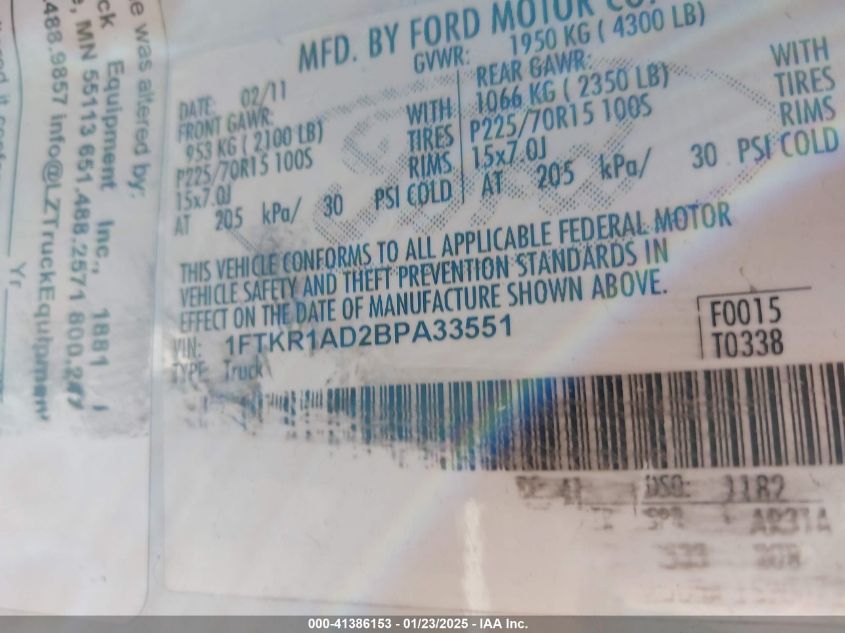 MFD. BY FORD MOTOR CO.
GVWR: 1950 KG ( 4300 LB)
DATE: 02/11
FRONT GAWR:
953 KG ( 2100 LB) WITH
P225/70R15 100S TIRES
15x7.0J RIMS
AT 205 kPa/ 30 PSI COLD
REAR GAWR: WITH
1066 KG ( 2350 LB) TIRES
P225/70R15 100S RIMS
15x7.0J
AT 205 kPa/ 30 PSI COLD
THIS VEHICLE CONFORMS TO ALL APPLICABLE FEDERAL MOTOR
VEHICLE SAFETY AND THEFT PREVENTION STANDARDS IN
EFFECT ON THE DATE OF MANUFACTURE SHOWN ABOVE.
VIN: 1FTKR1AD2BPA33551
TYPE: Truck
F0015
T0338
DSO: 
was altered by:
Equipment Inc., 1881
MN 55113 651.488.2571 800.247
488.9857 info@LZTruckEquipment
Yr.
000-41386153 - 01/23/2025 - IAA Inc.